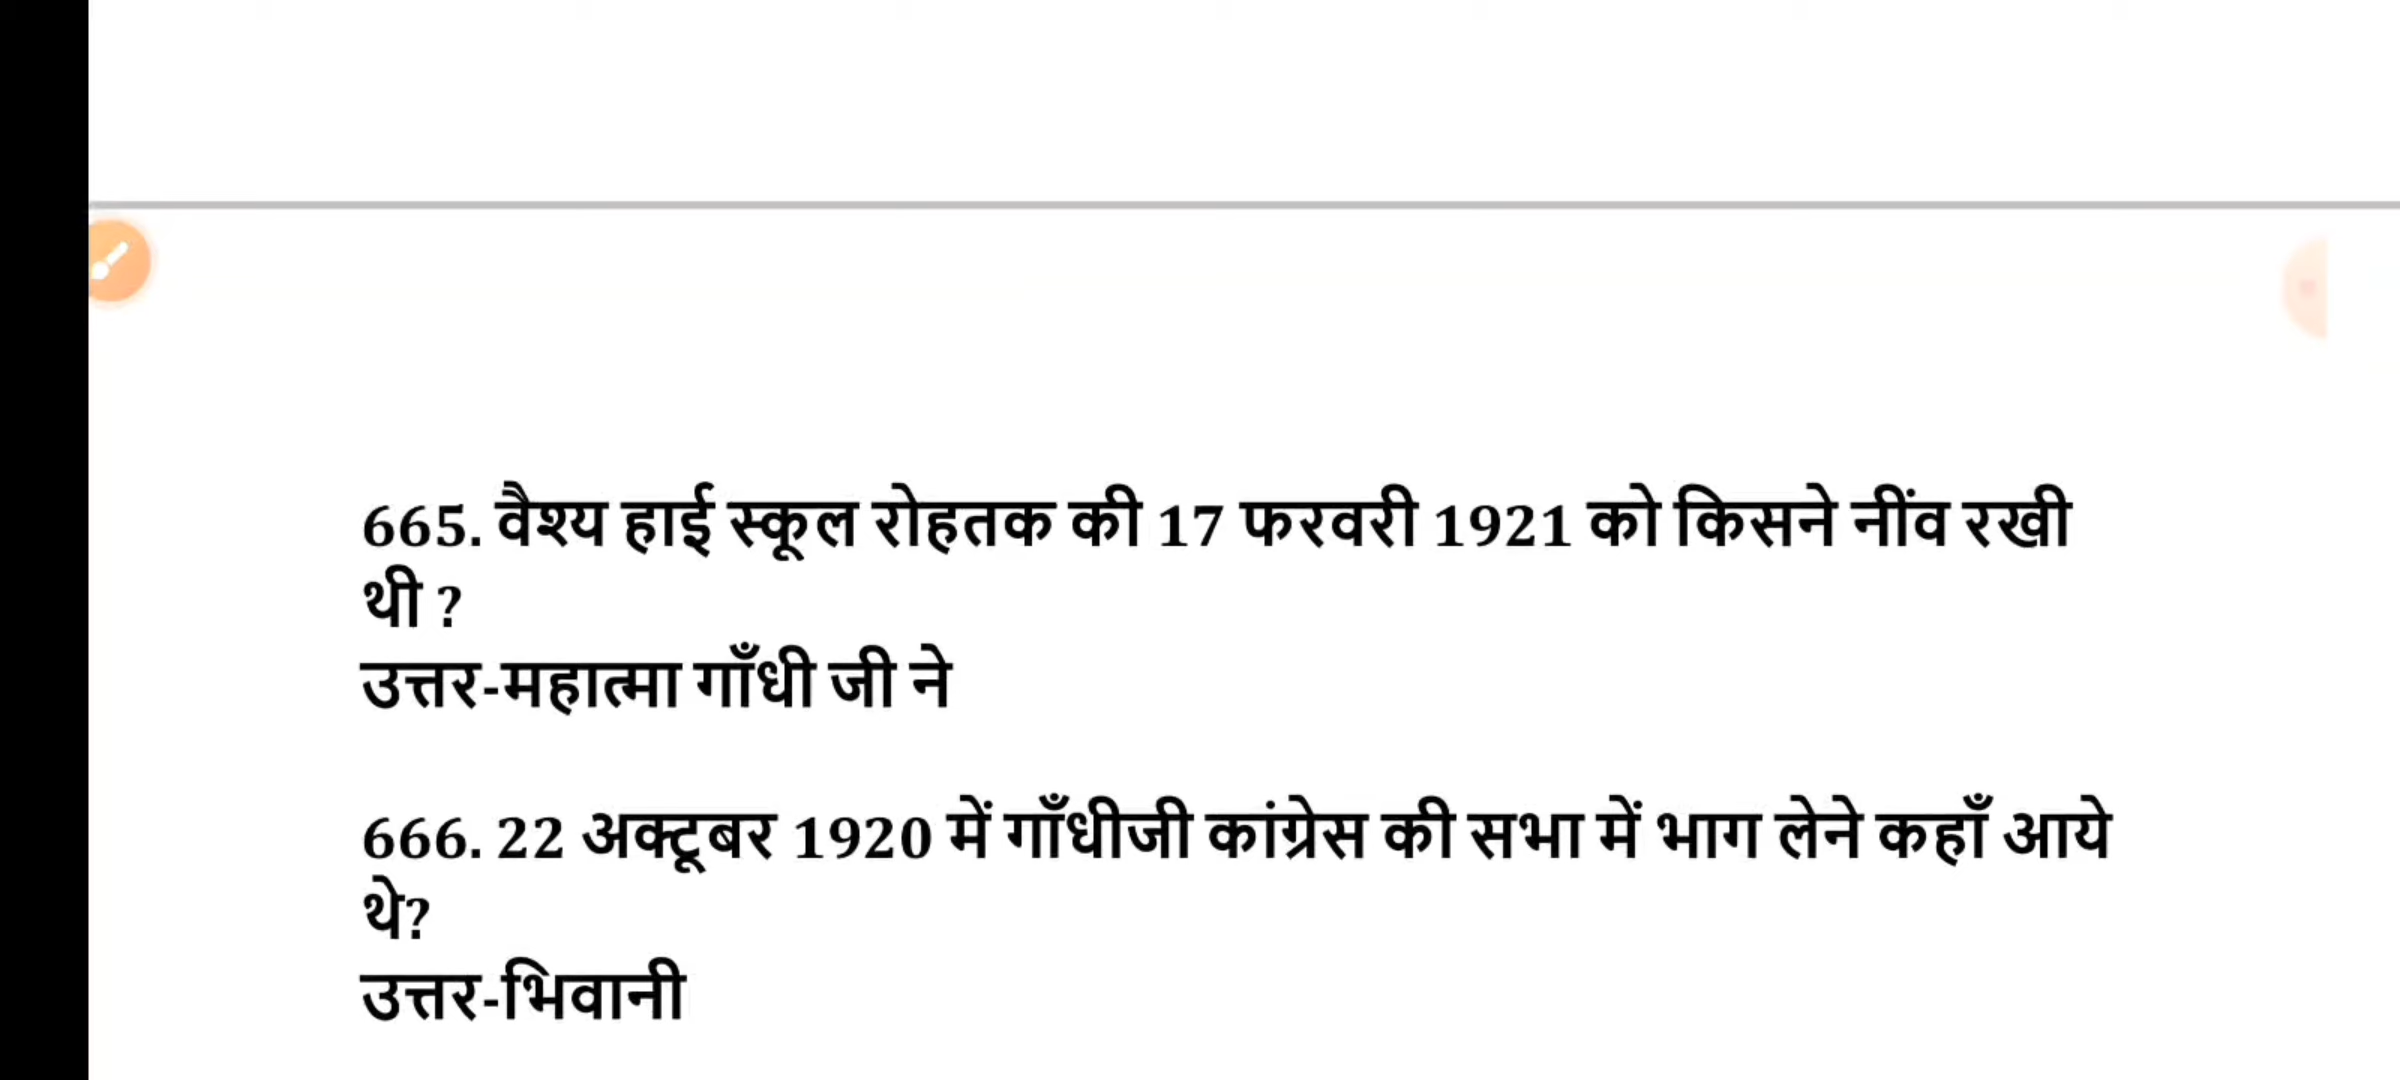 665. वैश्य हाई स्कूल रोहतक की 17 फरवरी 1921 को किसने नींव रखी
थी ?
उत्तर-महात्मा गाँधी जी ने
666. 22 अक्टूबर 1920 में गाँधीजी कांग्रेस की सभा में भाग लेने कहाँ आये
थे?
उत्तर-भिवानी